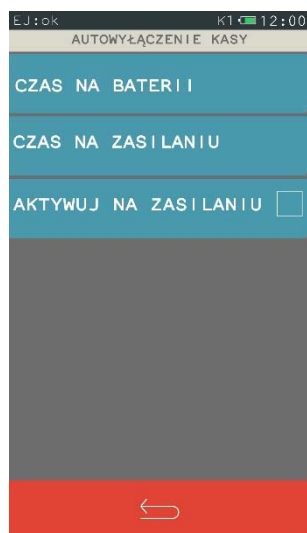 EJ:ok K1 12:00
AUTOWYŁĄCZENIE KASY
CZAS NA BATERII
CZAS NA ZASILANIU
AKTYWUJ NA ZASILANIU